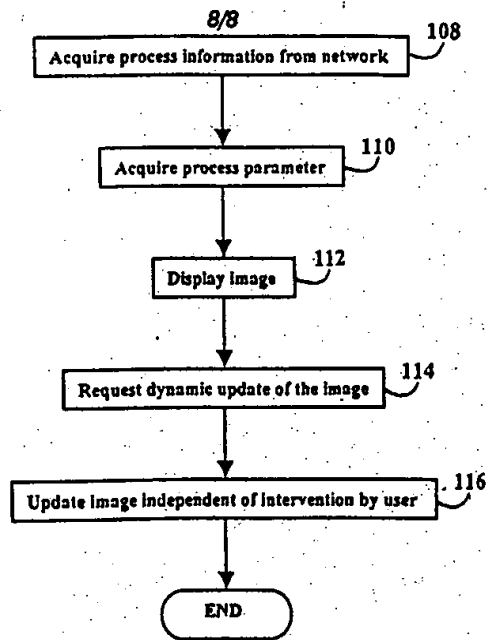 8/8
Acquire process information from network
108
Acquire process parameter
110
Display image
112
Request dynamic update of the image
114
Update image independent of intervention by user
116
END